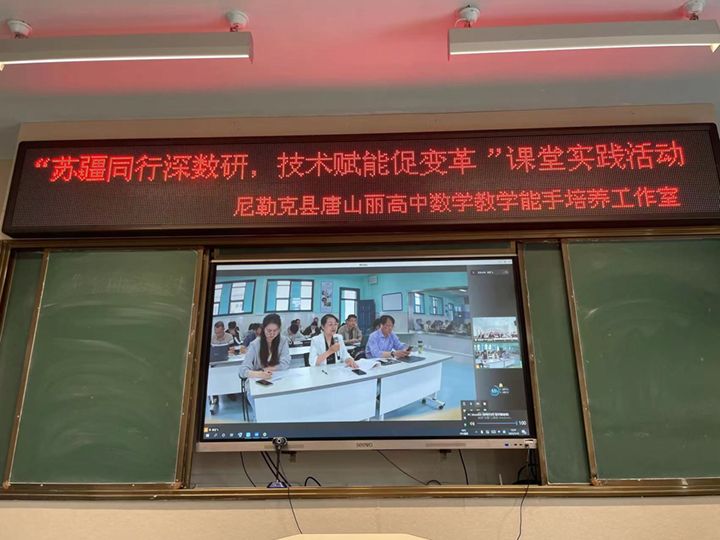 “苏疆同行深数研，技术赋能促变革”课堂实践活动
尼勒克县唐山丽高中数学教学能手培养工作室
seewo